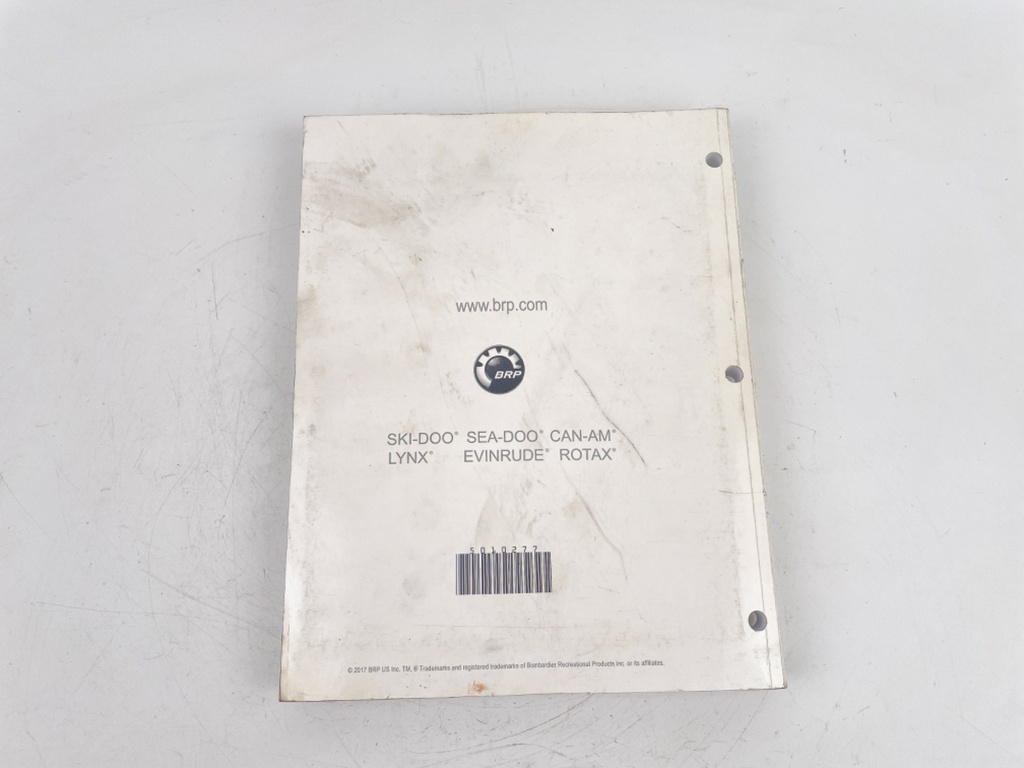 www.brp.com
BRP
SKI-DOO® SEA-DOO® CAN-AM®
LYNX® EVINRUDE® ROTAX®
5010277
© 2017 BRP US Inc. TM, ® Trademarks and registered trademarks of Bombardier Recreational Products Inc. or its affiliates.